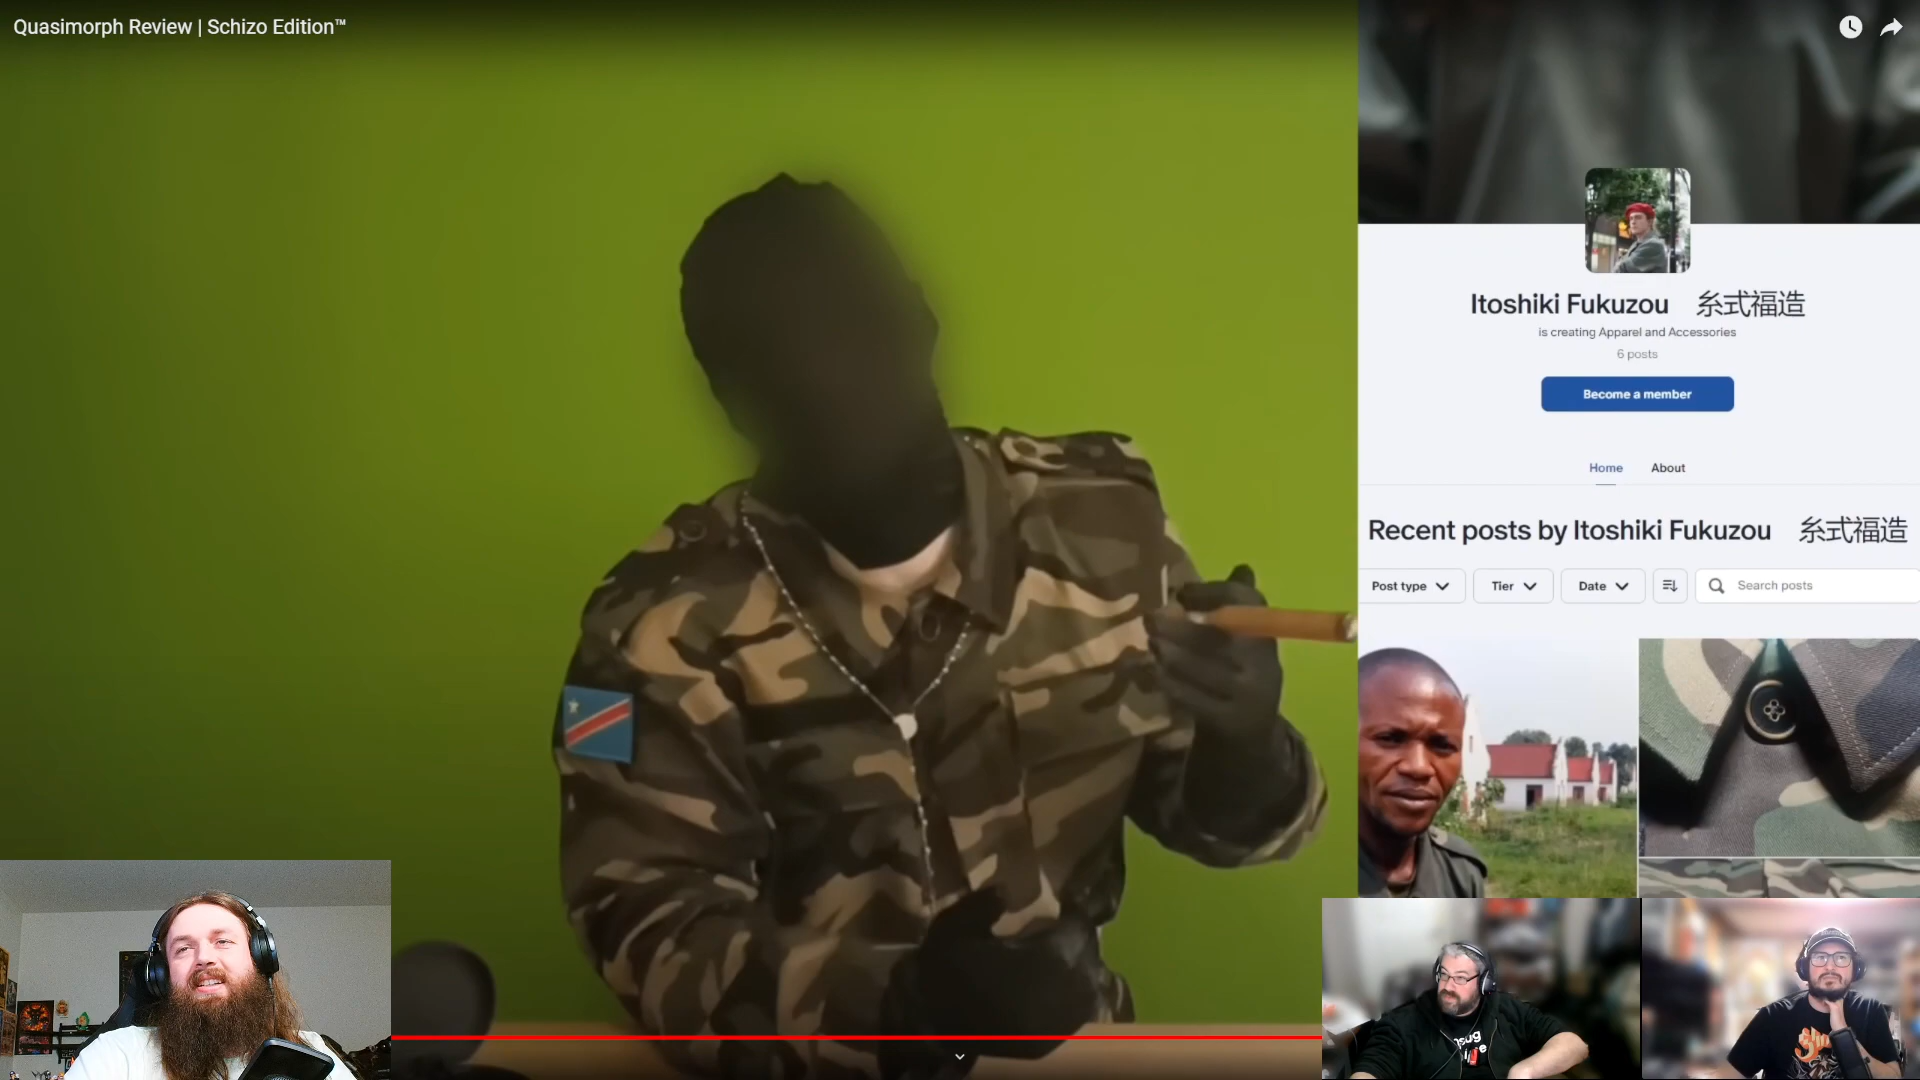 Quasimorph Review | Schizo Edition™
Itoshiki Fukuzou 糸式福造
is creating Apparel and Accessories
6 posts
Become a member
Home About
Recent posts by Itoshiki Fukuzou 糸式福造
Post type Tier Date Search posts